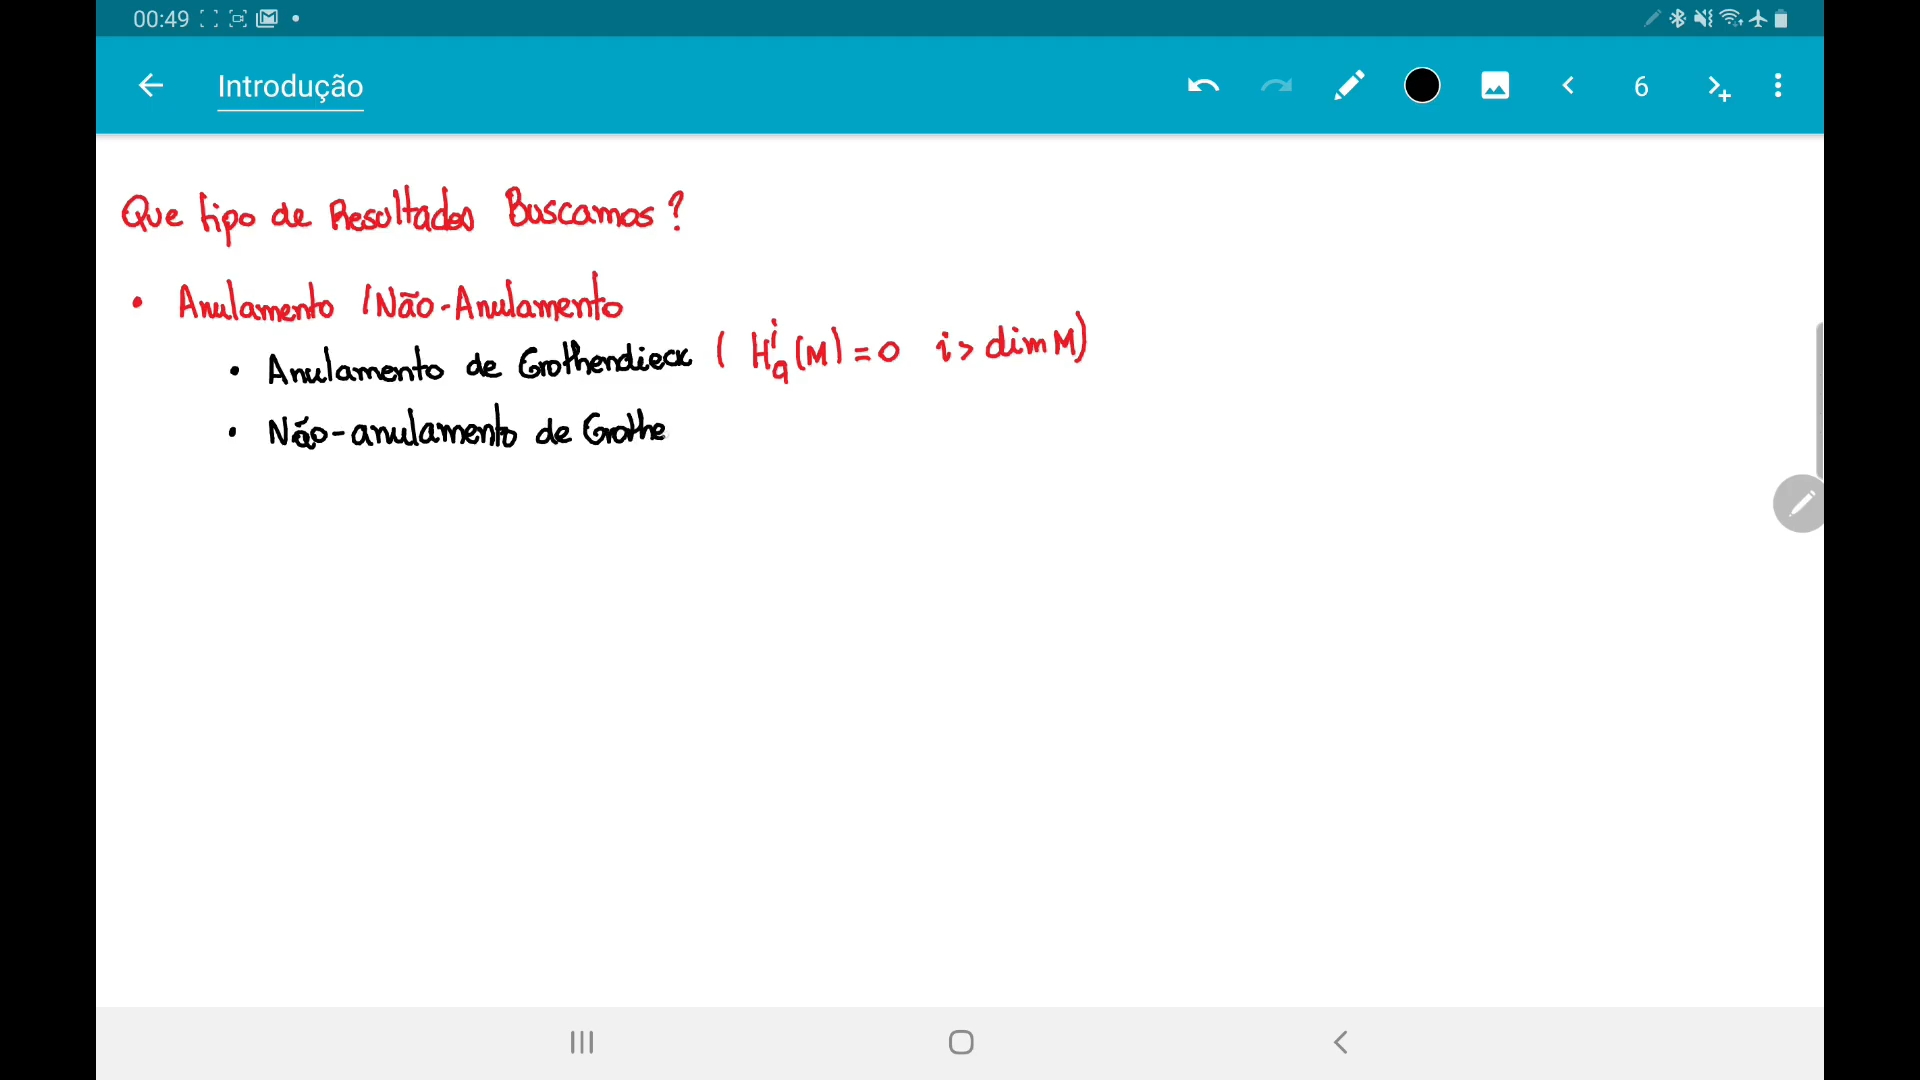 00:49
Introdução
6
Que tipo de Resultados Buscamos?
• Anulamento / Não-Anulamento
• Anulamento de Grothendieck ( H^i_a(M) = 0 i > dim M)
• Não-anulamento de Grothe